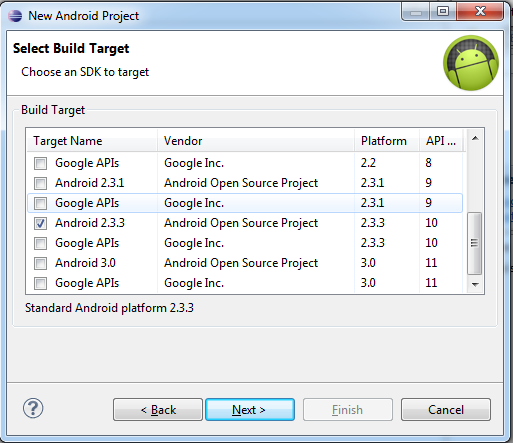 New Android Project
Select Build Target
Choose an SDK to target
Build Target
Target Name Vendor Platform API ...
Google APIs Google Inc. 2.2 8
Android 2.3.1 Android Open Source Project 2.3.1 9
Google APIs Google Inc. 2.3.1 9
Android 2.3.3 Android Open Source Project 2.3.3 10
Google APIs Google Inc. 2.3.3 10
Android 3.0 Android Open Source Project 3.0 11
Google APIs Google Inc. 3.0 11
Standard Android platform 2.3.3
? < Back Next > Finish Cancel